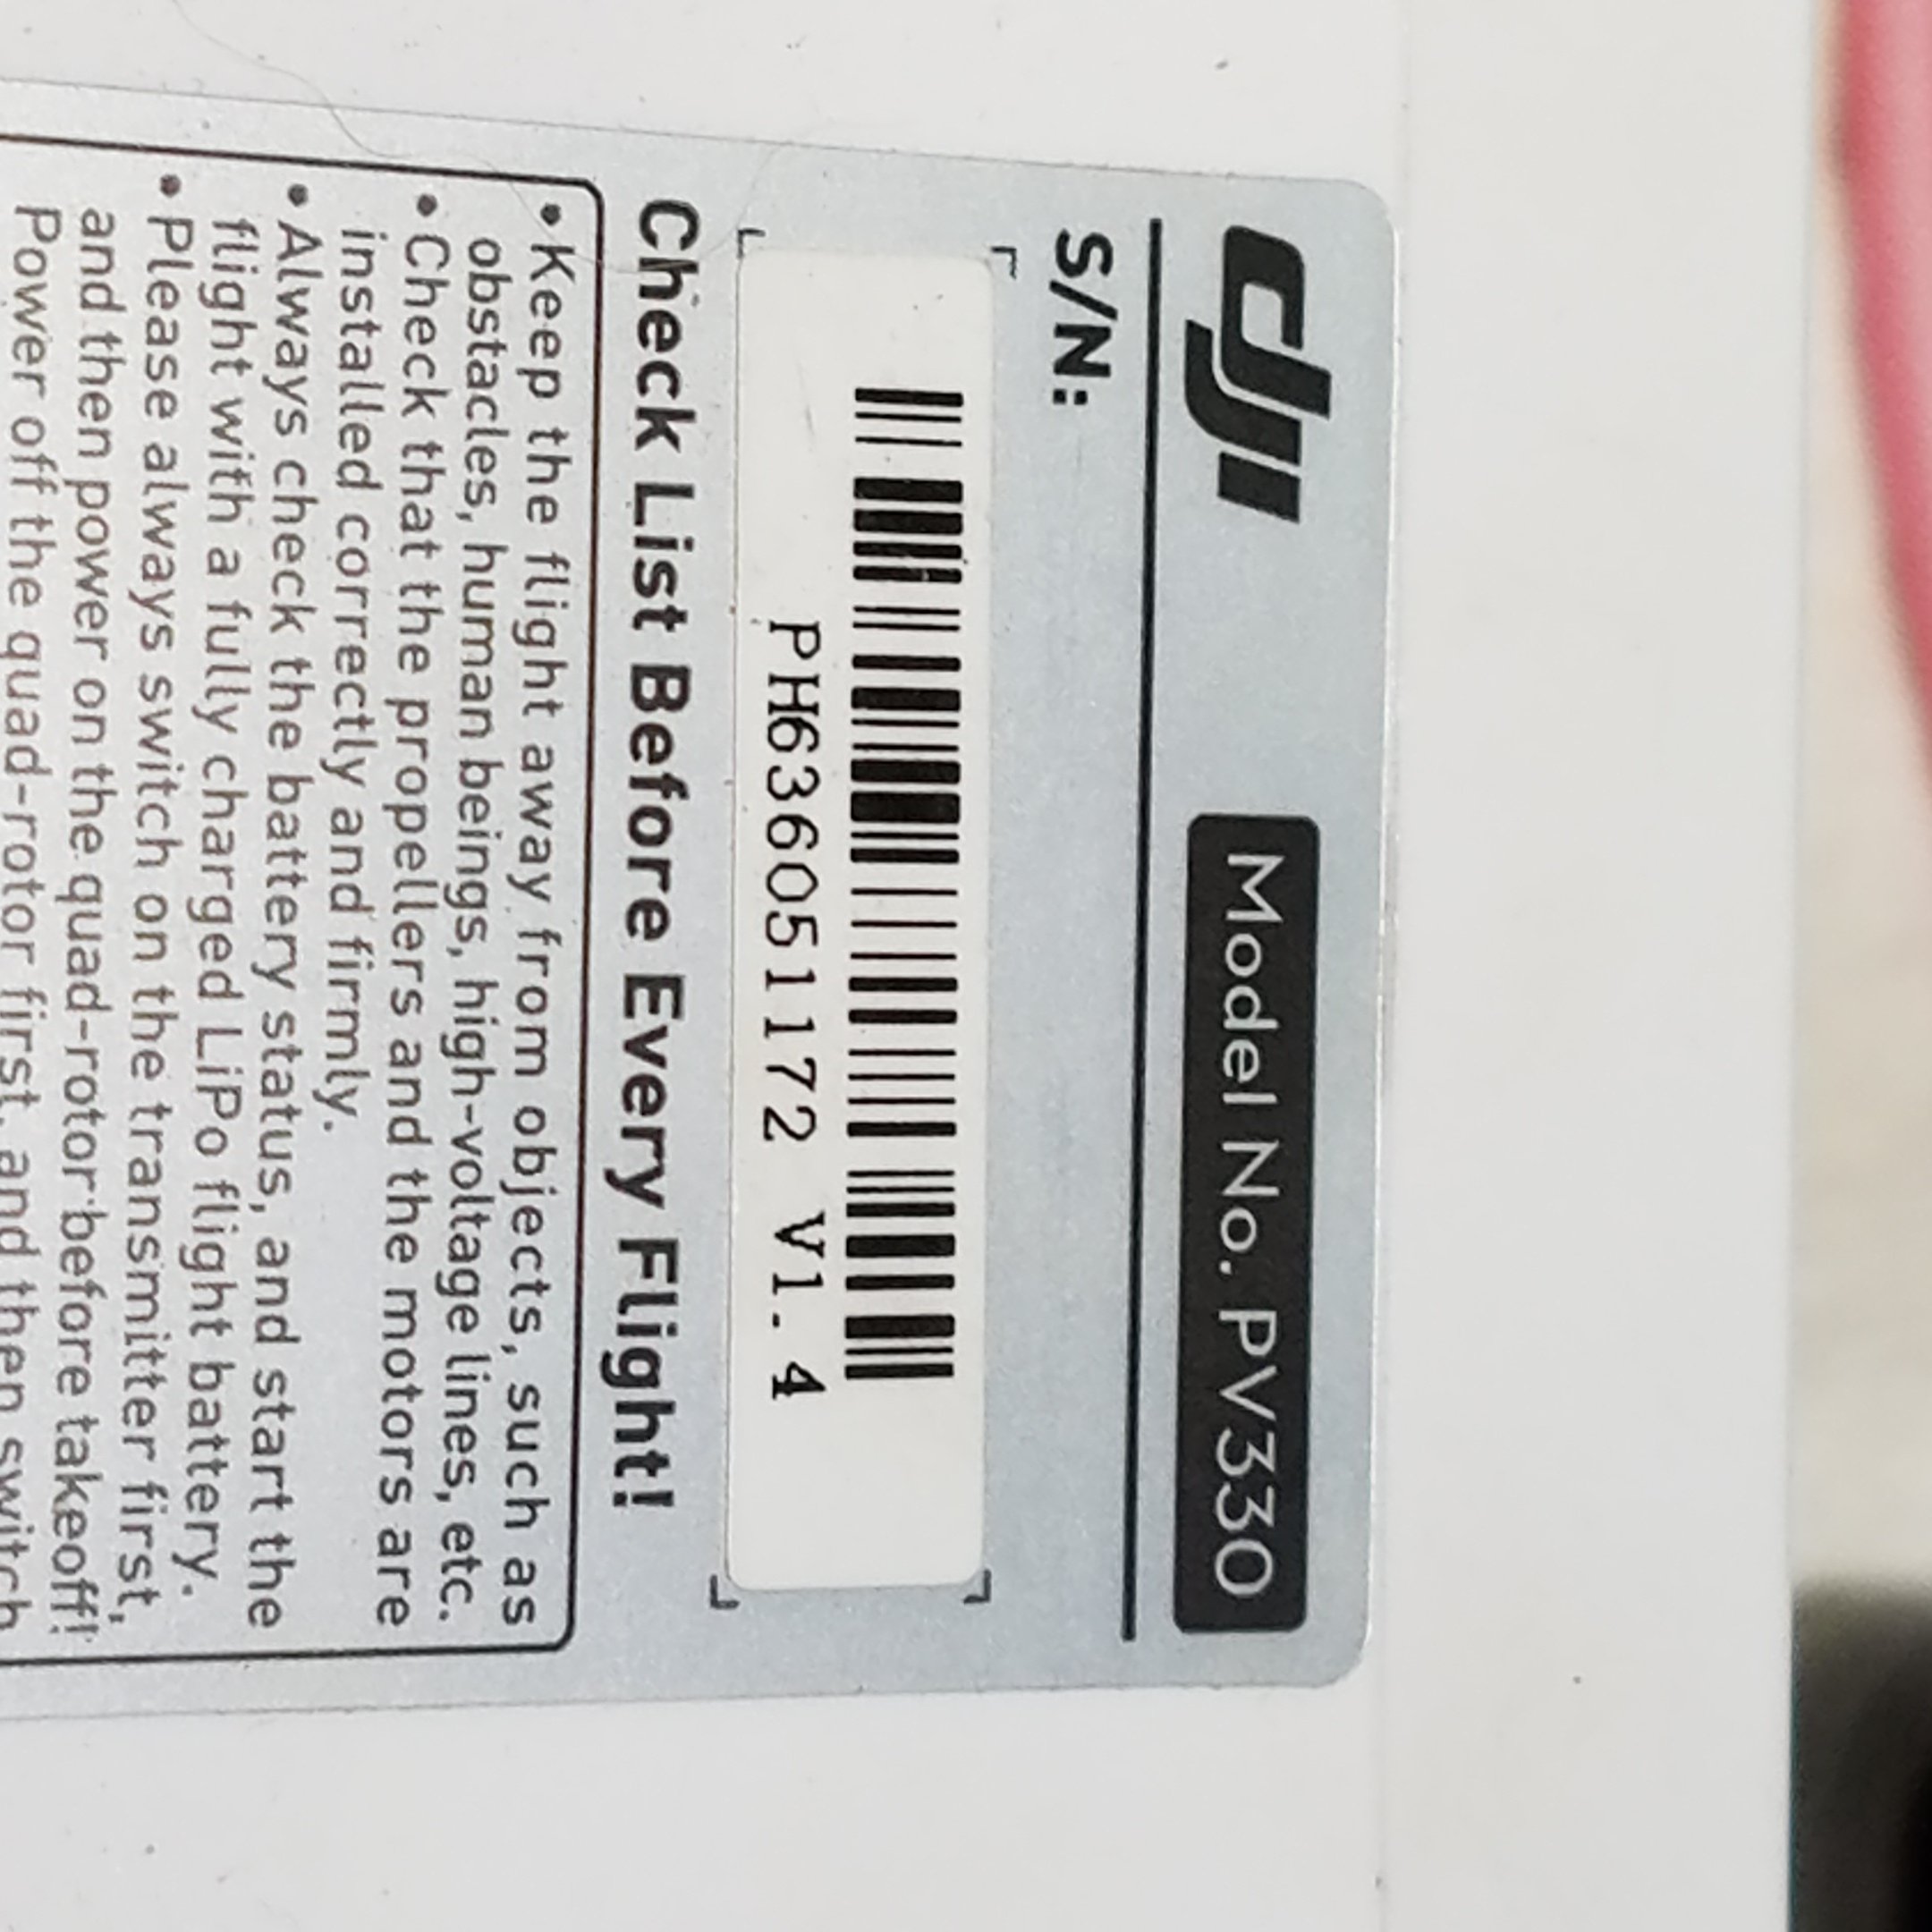 dji Model No. PV330
S/N:
PH636051172 V1.4
Check List Before Every Flight!
• Keep the flight away from objects, such as
obstacles, human beings, high-voltage lines, etc.
• Check that the propellers and the motors are
installed correctly and firmly.
• Always check the battery status, and start the
flight with a fully charged LiPo flight battery.
• Please always switch on the transmitter first,
and then power on the quad-rotor before takeoff!
Power off the quad-rotor first, and then switch